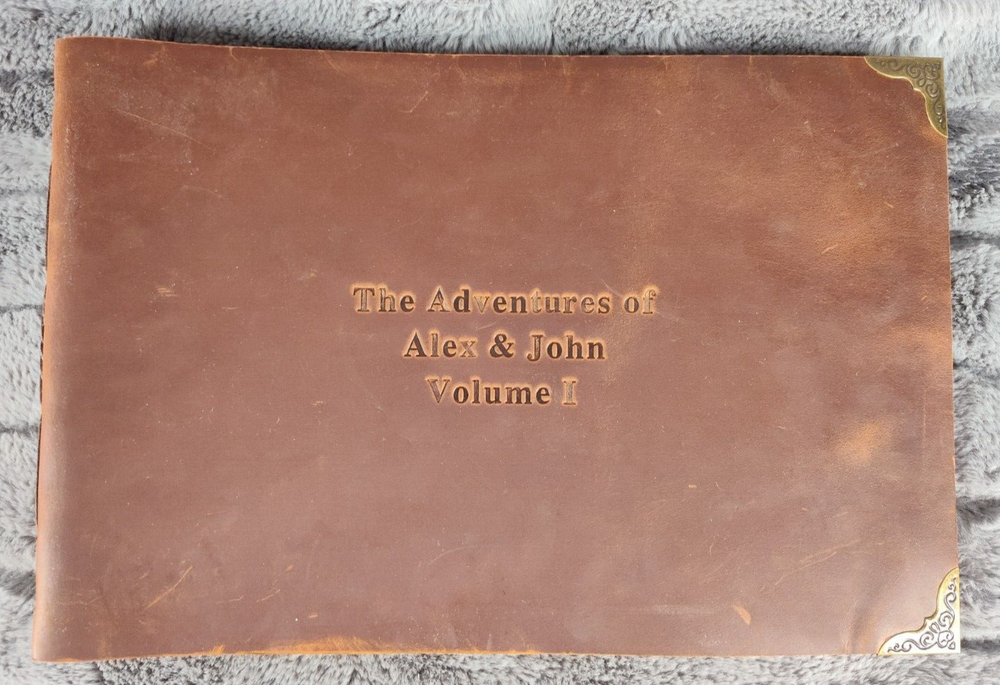 The Adventures of
Alex & John
Volume I